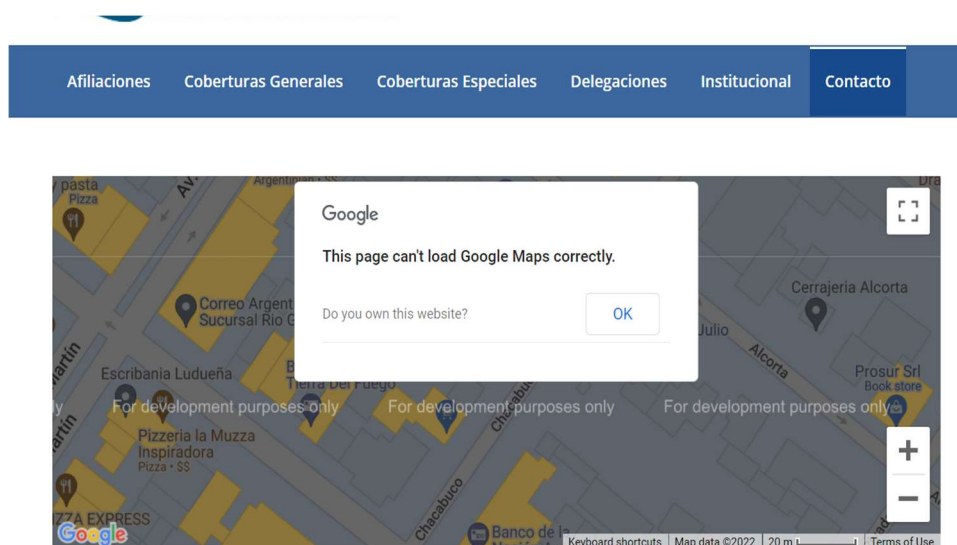 Afiliaciones Coberturas Generales Coberturas Especiales Delegaciones Institucional Contacto
pasta
Pizza
Av.
Argentinian • $$
Google
This page can't load Google Maps correctly.
Do you own this website?
OK
Correo Argent
Sucursal Rio G
Cerrajeria Alcorta
Julio
Alcorta
Escribania Ludueña
Tierra Del Fuego
Prosur Srl
Book store
For development purposes only
For development purposes only
For development purposes only
Chacabuco
Pizzeria la Muzza
Inspiradora
Pizza • $$
Chacabuco
ZZA EXPRESS
Google
Banco de la
Keyboard shortcuts
Map data ©2022
20 m
Terms of Use